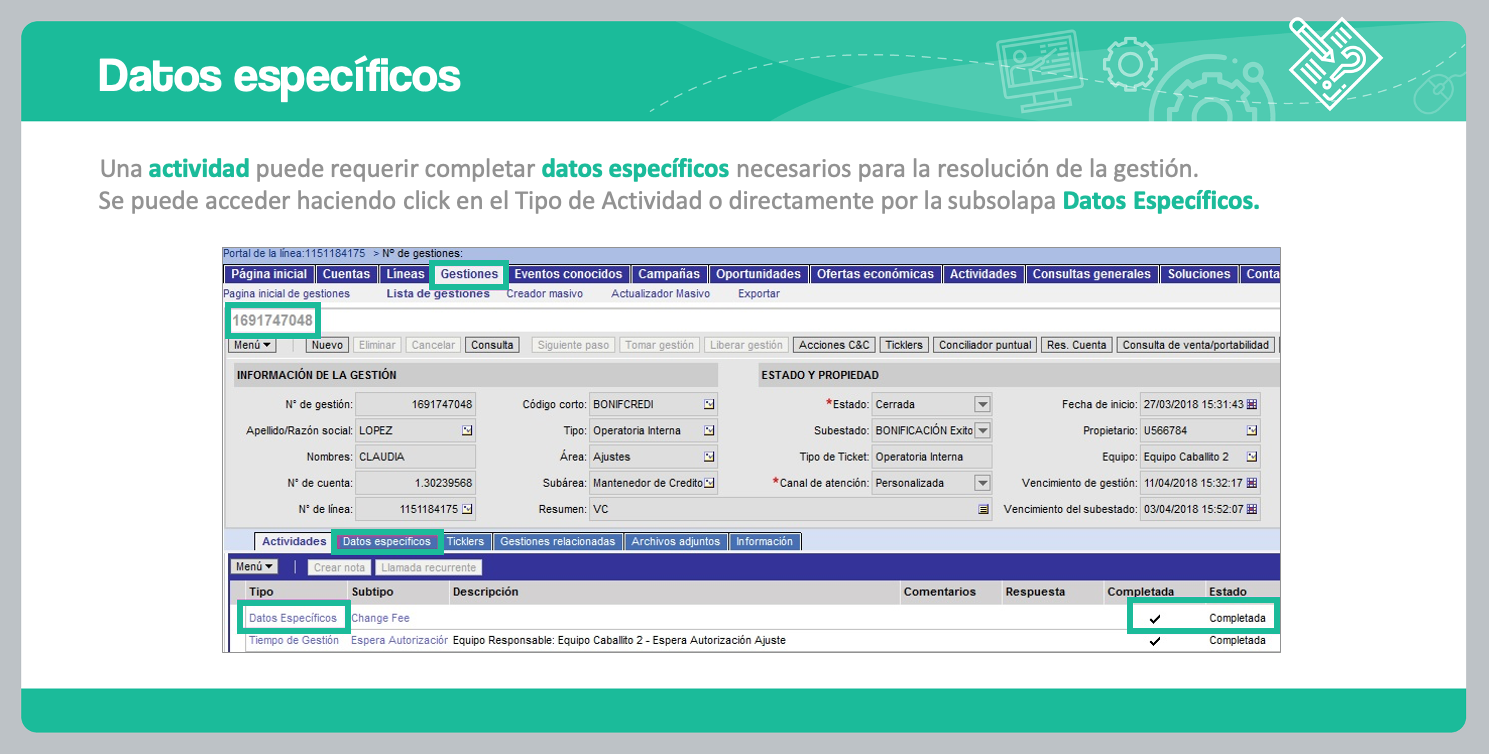 Datos específicos
Una actividad puede requerir completar datos específicos necesarios para la resolución de la gestión.
Se puede acceder haciendo click en el Tipo de Actividad o directamente por la subsolapa Datos Específicos.
Portal de la línea:1151184175 > Nº de gestiones:
Página inicial Cuentas Líneas Gestiones Eventos conocidos Campañas Oportunidades Ofertas económicas Actividades Consultas generales Soluciones Conta
Pagina inicial de gestiones Lista de gestiones Creador masivo Actualizador Masivo Exportar
1691747048
Menú Nuevo Eliminar Cancelar Consulta Siguiente paso Tomar gestión Liberar gestión Acciones C&C Ticklers Conciliador puntual Res. Cuenta Consulta de venta/portabilidad
INFORMACIÓN DE LA GESTIÓN ESTADO Y PROPIEDAD
N° de gestión: 1691747048 Código corto: BONIFCREDI *Estado: Cerrada Fecha de inicio: 27/03/2018 15:31:43
Apellido/Razón social: LOPEZ Tipo: Operatoria Interna Subestado: BONIFICACIÓN Exito Propietario: U566784
Nombres: CLAUDIA Área: Ajustes Tipo de Ticket: Operatoria Interna Equipo: Equipo Caballito 2
N° de cuenta: 1.30239568 Subárea: Mantenedor de Credito *Canal de atención: Personalizada Vencimiento de gestión: 11/04/2018 15:32:17
N° de línea: 1151184175 Resumen: VC Vencimiento del subestado: 03/04/2018 15:52:07
Actividades Datos específicos Ticklers Gestiones relacionadas Archivos adjuntos Información
Menú Crear nota Llamada recurrente
Tipo Subtipo Descripción Comentarios Respuesta Completada Estado
Datos Específicos Change Fee Completada
Tiempo de Gestión Espera Autorización Equipo Responsable: Equipo Caballito 2 - Espera Autorización Ajuste Completada